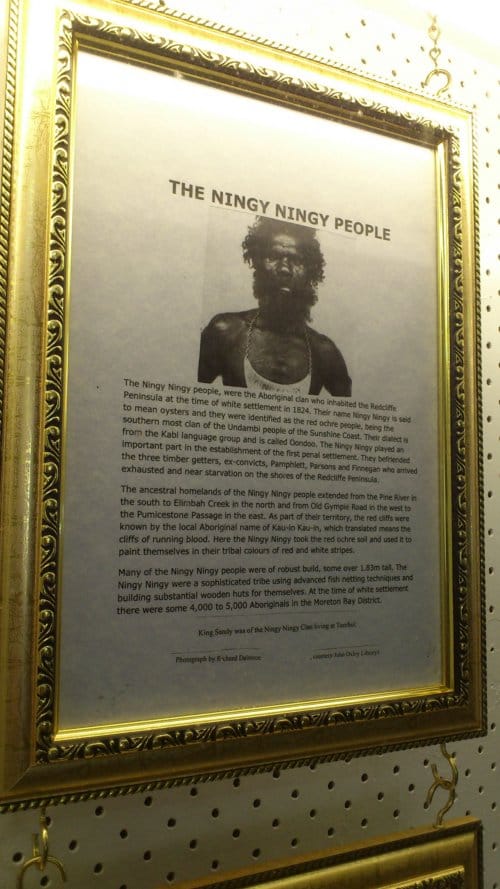 THE NINGY NINGY PEOPLE
The Ningy Ningy people, were the Aboriginal clan who inhabited the Redcliffe
Peninsula at the time of white settlement in 1824. Their name Ningy Ningy is said
to mean oysters and they were identified as the red ochre people, being the
southern most clan of the Undambi people of the Sunshine Coast. Their dialect is
from the Kabi language group and is called Oondoo. The Ningy Ningy played an
important part in the establishment of the first penal settlement. They befriended
the three timber getters, ex-convicts, Pamphlett, Parsons and Finnegan who arrived
exhausted and near starvation on the shores of the Redcliffe Peninsula.
The ancestral homelands of the Ningy Ningy people extended from the Pine River in
the south to Elimbah Creek in the north and from Old Gympie Road in the west to
the Pumicestone Passage in the east. As part of their territory, the red cliffs were
known by the local Aboriginal name of Kau-in Kau-in, which translated means the
cliffs of running blood. Here the Ningy Ningy took the red ochre soil and used it to
paint themselves in their tribal colours of red and white stripes.
Many of the Ningy Ningy people were of robust build, some over 1.83m tall. The
Ningy Ningy were a sophisticated tribe using advanced fish netting techniques and
building substantial wooden huts for themselves. At the time of white settlement
there were some 4,000 to 5,000 Aboriginals in the Moreton Bay District.
King Sandy was of the Ningy Ningy Clan living at
Photograph by Richard , courtesy John Oxley Library